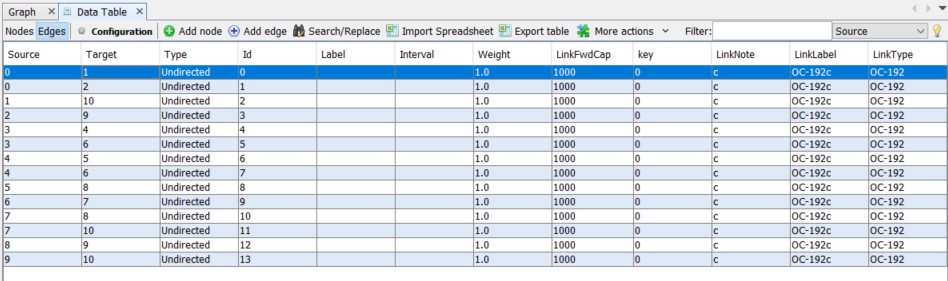 Graph × Data Table ×
Nodes Edges Configuration Add node Add edge Search/Replace Import Spreadsheet Export table More actions Filter: Source
Source Target Type Id Label Interval Weight LinkFwdCap key LinkNote LinkLabel LinkType
0 1 Undirected 0 1.0 1000 0 c OC-192c OC-192
0 2 Undirected 1 1.0 1000 0 c OC-192c OC-192
1 10 Undirected 2 1.0 1000 0 c OC-192c OC-192
2 9 Undirected 3 1.0 1000 0 c OC-192c OC-192
3 4 Undirected 4 1.0 1000 0 c OC-192c OC-192
3 6 Undirected 5 1.0 1000 0 c OC-192c OC-192
4 5 Undirected 6 1.0 1000 0 c OC-192c OC-192
4 6 Undirected 7 1.0 1000 0 c OC-192c OC-192
5 8 Undirected 8 1.0 1000 0 c OC-192c OC-192
6 7 Undirected 9 1.0 1000 0 c OC-192c OC-192
7 8 Undirected 10 1.0 1000 0 c OC-192c OC-192
7 10 Undirected 11 1.0 1000 0 c OC-192c OC-192
8 9 Undirected 12 1.0 1000 0 c OC-192c OC-192
9 10 Undirected 13 1.0 1000 0 c OC-192c OC-192